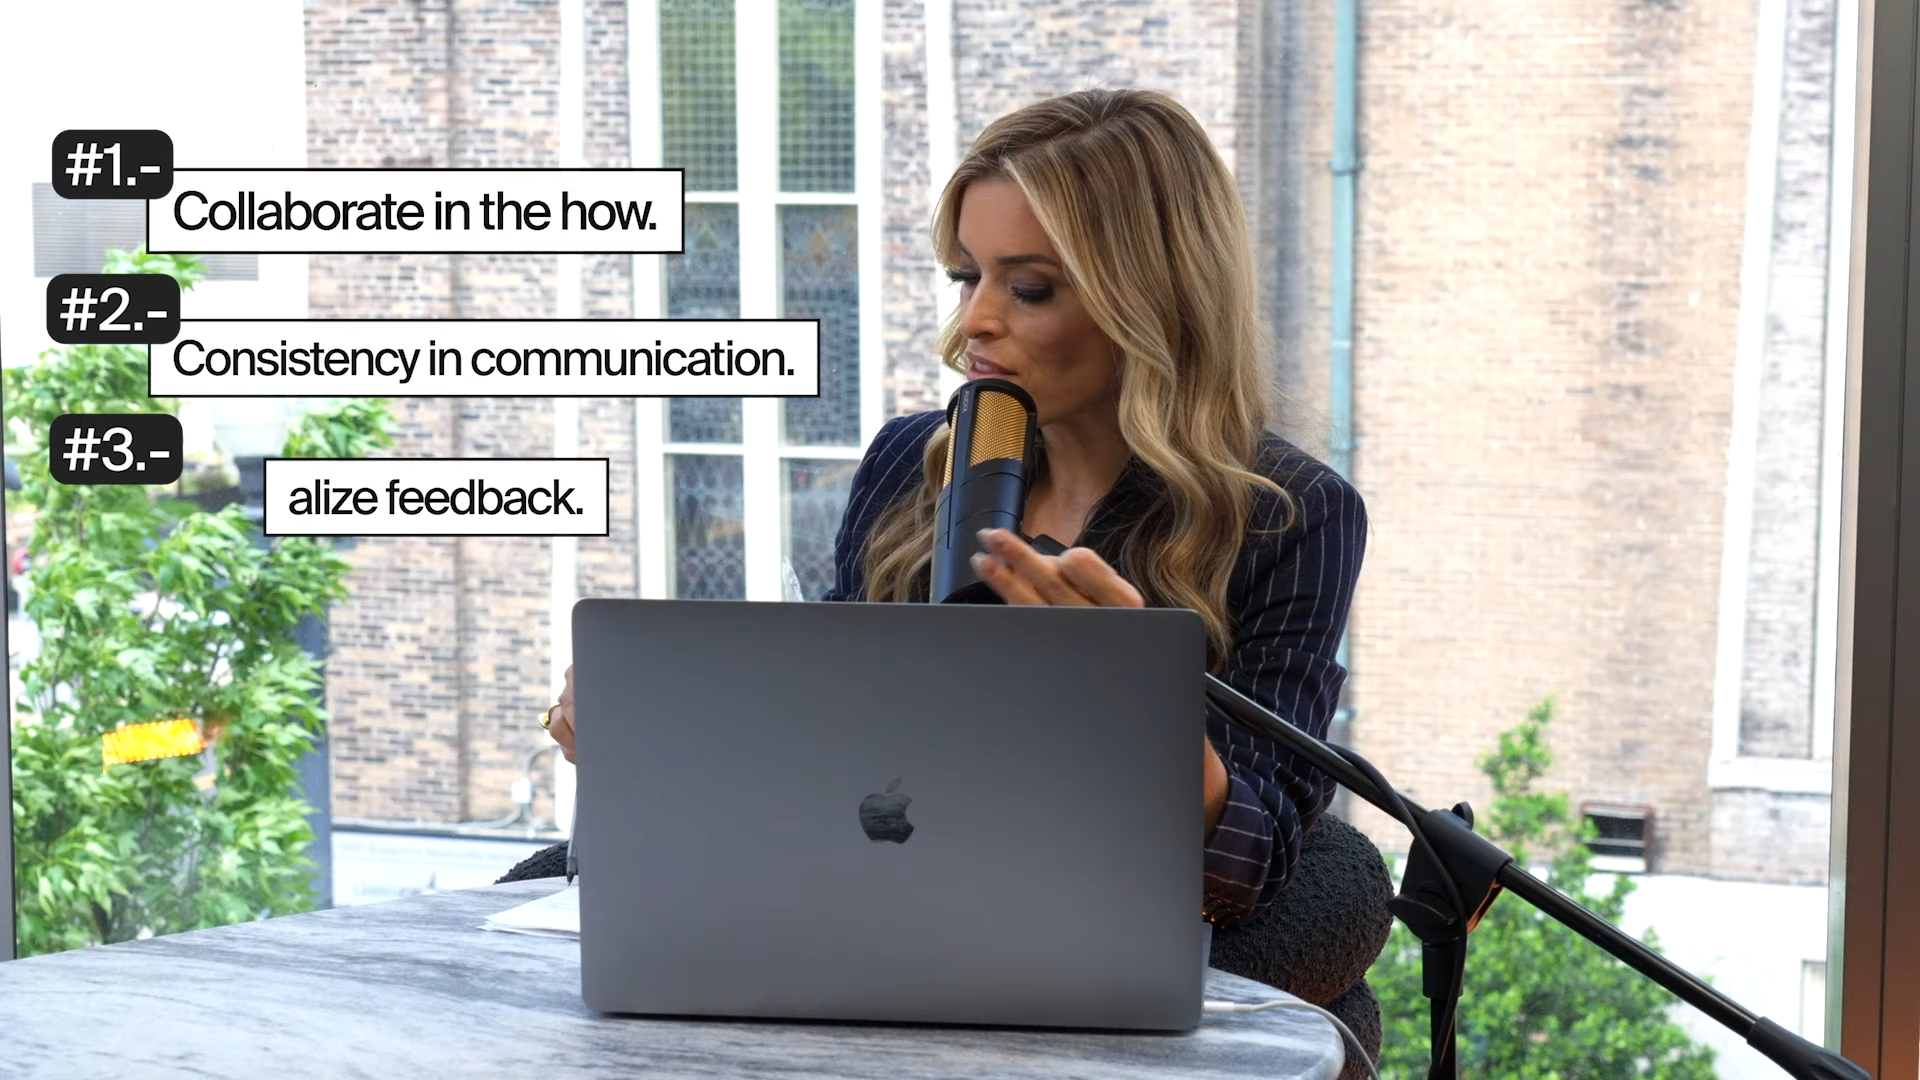 #1.-
Collaborate in the how.
#2.-
Consistency in communication.
#3.-
alize feedback.